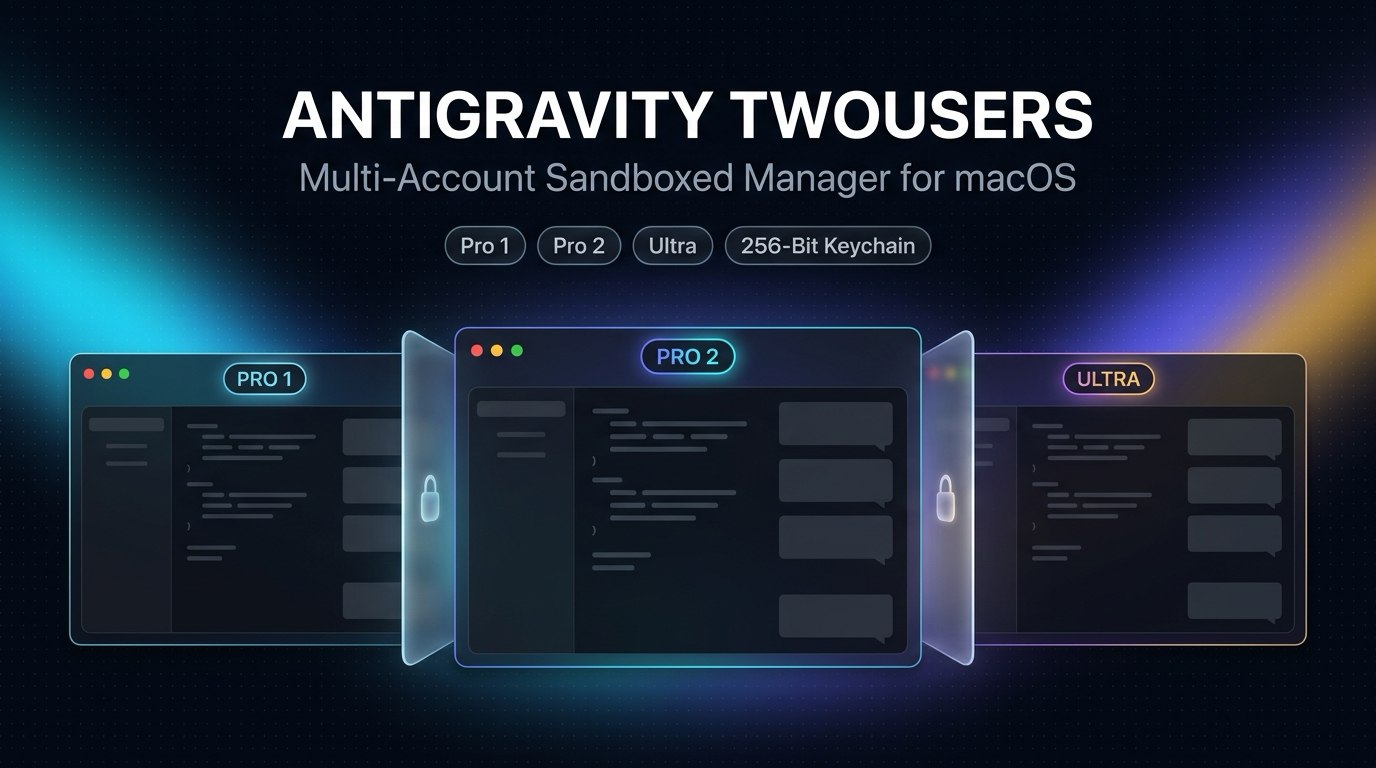 ANTIGRAVITY TWOUSERS
Multi-Account Sandboxed Manager for macOS
Pro 1 Pro 2 Ultra 256-Bit Keychain
PRO 1
PRO 2
ULTRA